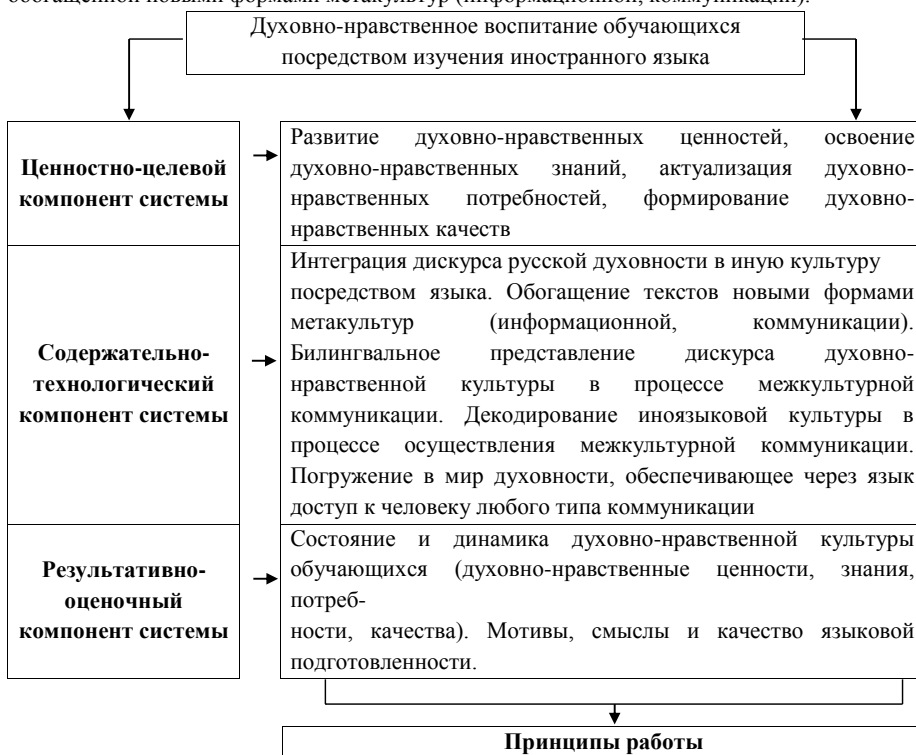 обогащенной новыми формами метакультур (информационной, коммуникации).
Духовно-нравственное воспитание обучающихся
посредством изучения иностранного языка
Ценностно-целевой
компонент системы
Развитие духовно-нравственных ценностей, освоение
духовно-нравственных знаний, актуализация духовно-
нравственных потребностей, формирование духовно-
нравственных качеств
Содержательно-
технологический
компонент системы
Интеграция дискурса русской духовности в иную культуру
посредством языка. Обогащение текстов новыми формами
метакультур (информационной, коммуникации).
Билингвальное представление дискурса духовно-
нравственной культуры в процессе межкультурной
коммуникации. Декодирование иноязыковой культуры в
процессе осуществления межкультурной коммуникации.
Погружение в мир духовности, обеспечивающее через язык
доступ к человеку любого типа коммуникации
Результативно-
оценочный
компонент системы
Состояние и динамика духовно-нравственной культуры
обучающихся (духовно-нравственные ценности, знания,
потреб-
ности, качества). Мотивы, смыслы и качество языковой
подготовленности.
Принципы работы